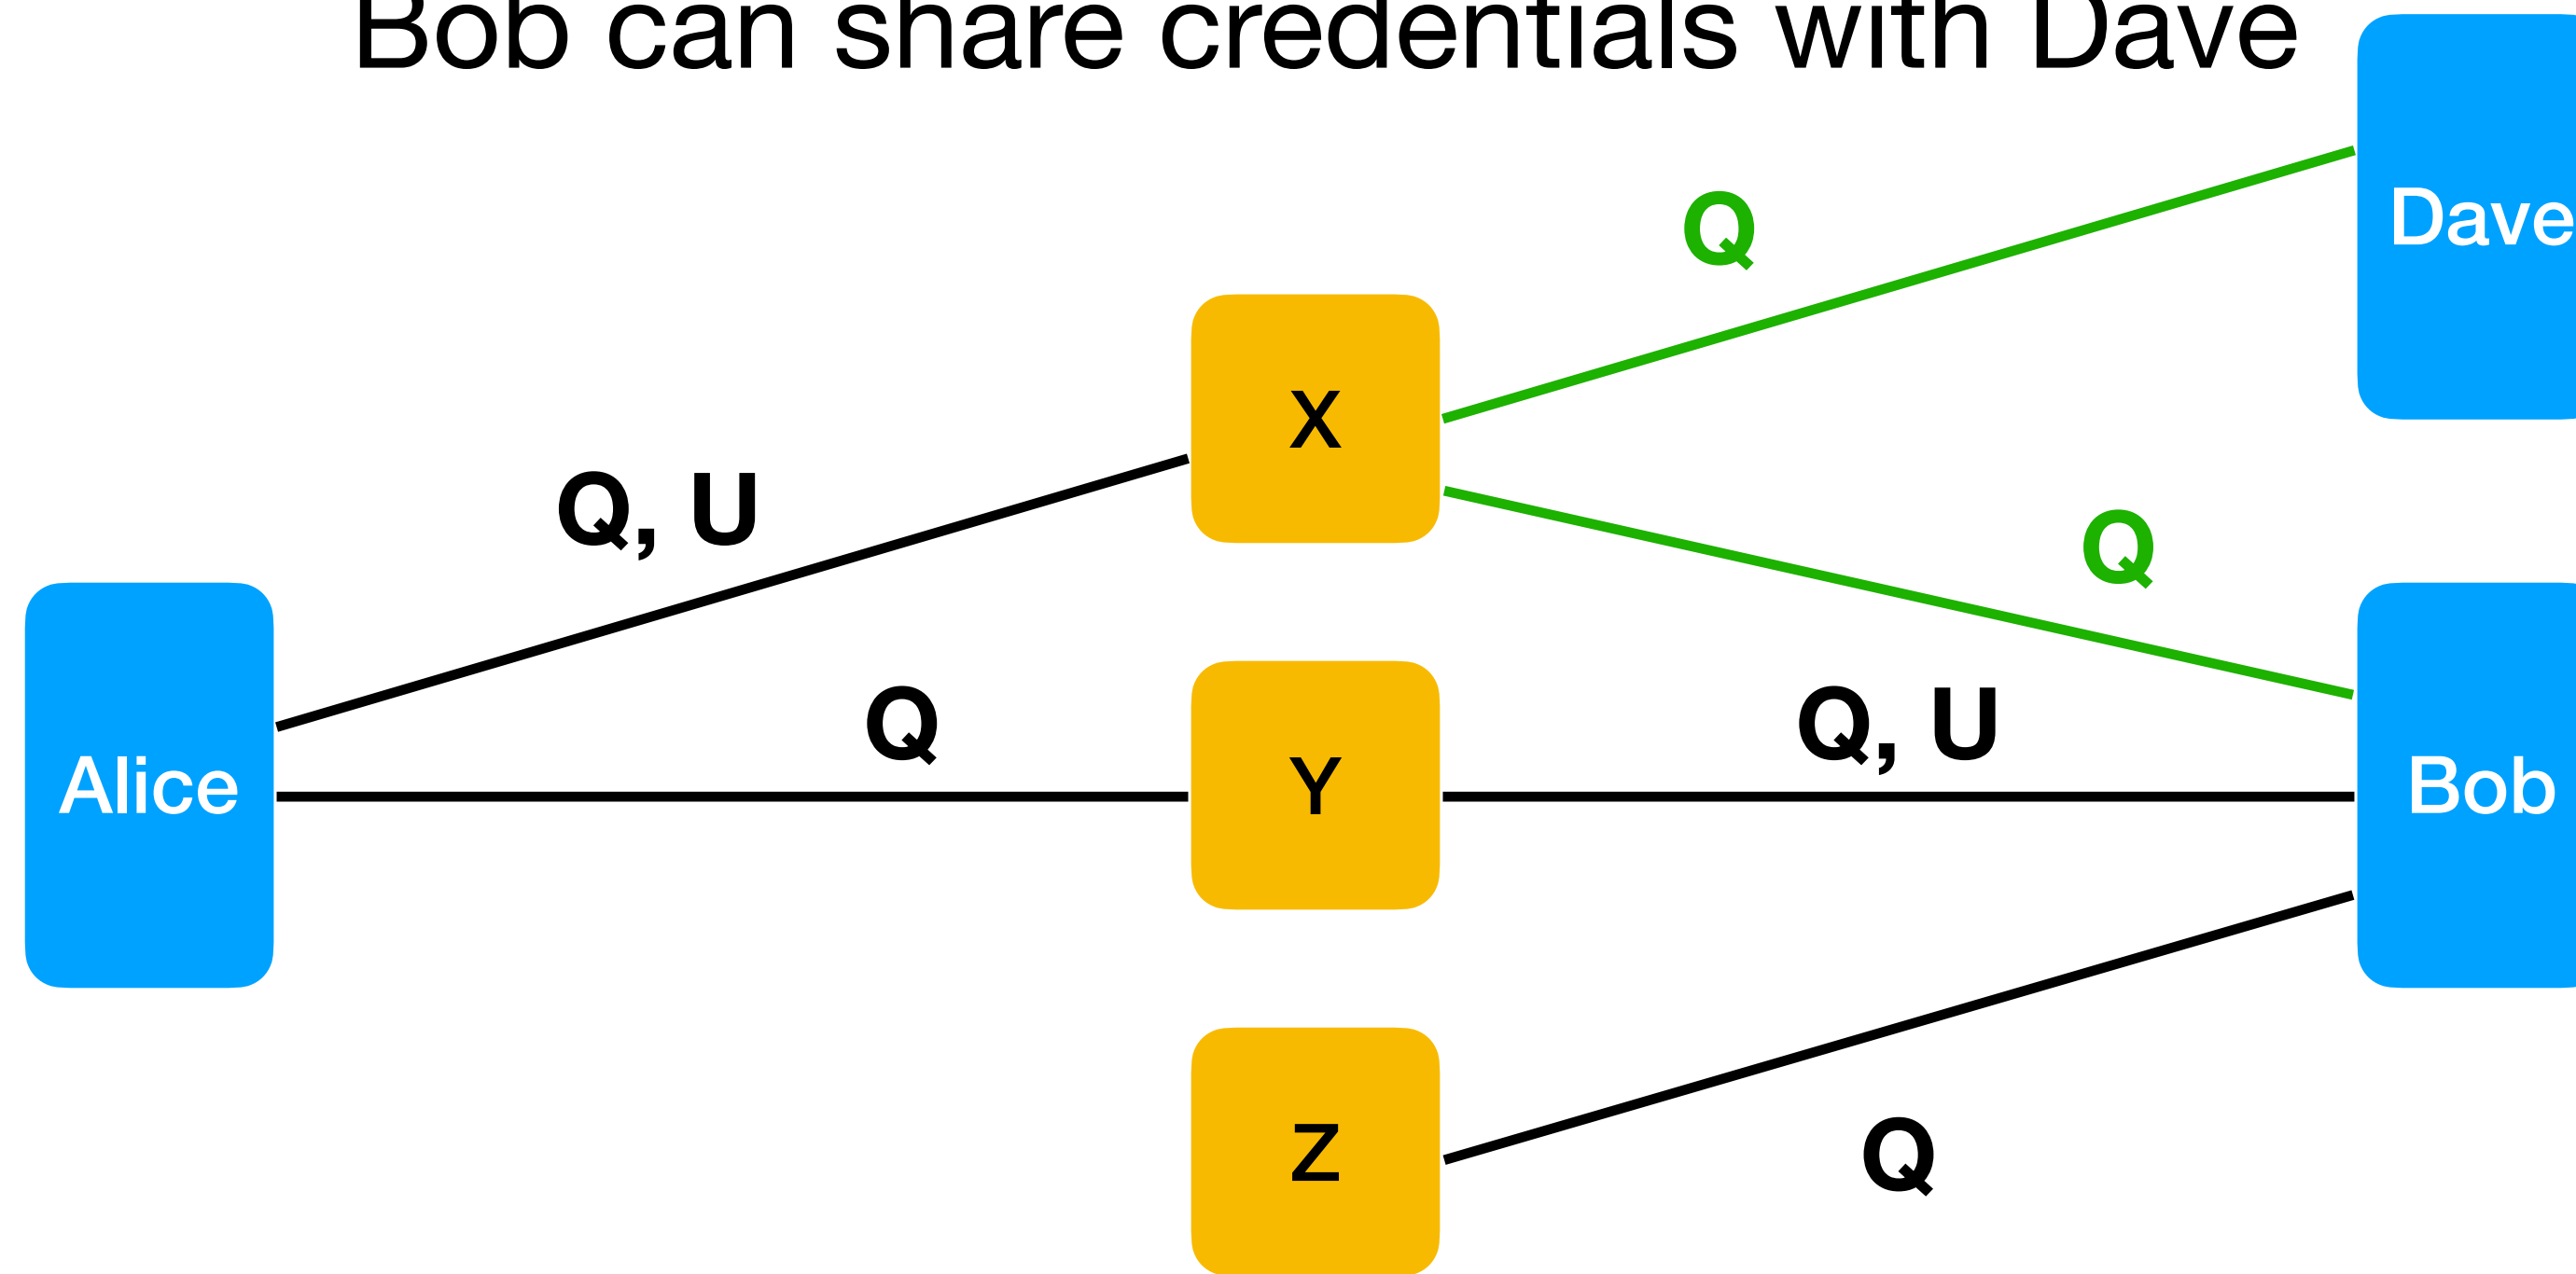 Bob can share credentials with Dave
Dave
Q
X
Q, U
Q
Alice
Q
Y
Q, U
Bob
Z
Q